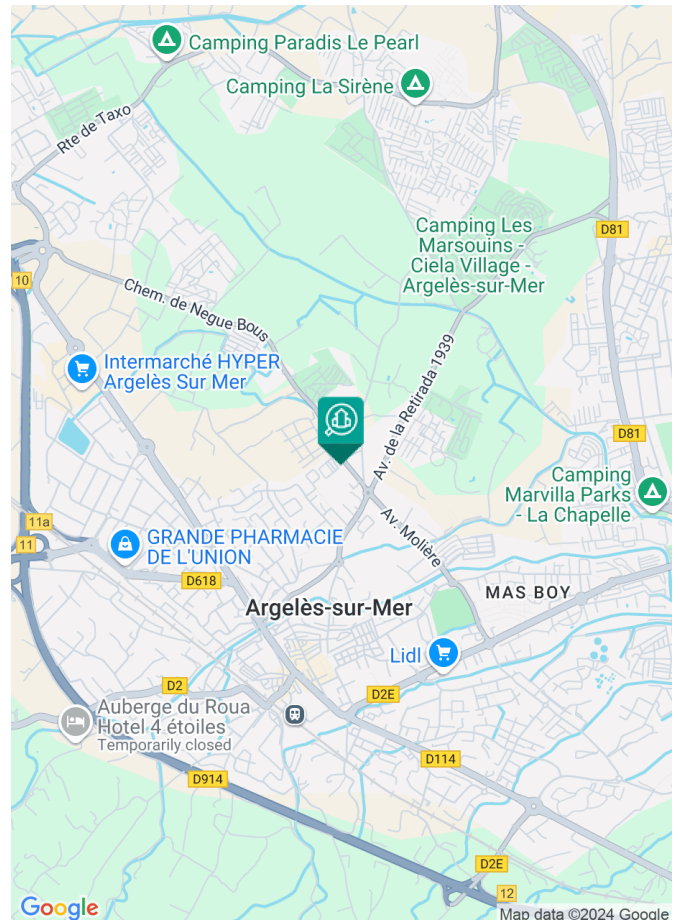 Camping Paradis Le Pearl
Camping La Sirène
Rte de Taxo
Camping Les
Marsouins -
Ciela Village -
Argelès-sur-Mer
D81
10
Chem. de Negue Bous
Intermarché HYPER
Argelès Sur Mer
Av. de la Retirada 1939
D81
Camping
Marvilla Parks
- La Chapelle
11a
11
GRANDE PHARMACIE
DE L'UNION
Av. Molière
D618
MAS BOY
Argelès-sur-Mer
Lidl
D2
D2E
Auberge du Roua
Hotel 4 étoiles
Temporarily closed
D114
D914
D2E
12
Google
Map data ©2024 Google